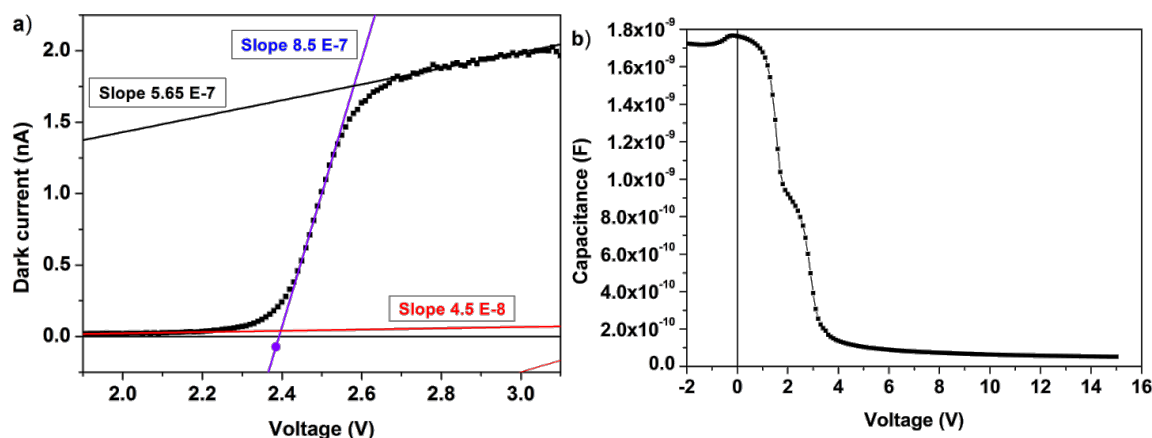 a)
Slope 8.5 E-7
Slope 5.65 E-7
Slope 4.5 E-8
Dark current (nA)
2.0
1.5
1.0
0.5
0.0
2.0 2.2 2.4 2.6 2.8 3.0
Voltage (V)
b)
Capacitance (F)
1.8x10⁻⁹
1.6x10⁻⁹
1.4x10⁻⁹
1.2x10⁻⁹
1.0x10⁻⁹
8.0x10⁻¹⁰
6.0x10⁻¹⁰
4.0x10⁻¹⁰
2.0x10⁻¹⁰
0.0
-2 0 2 4 6 8 10 12 14 16
Voltage (V)